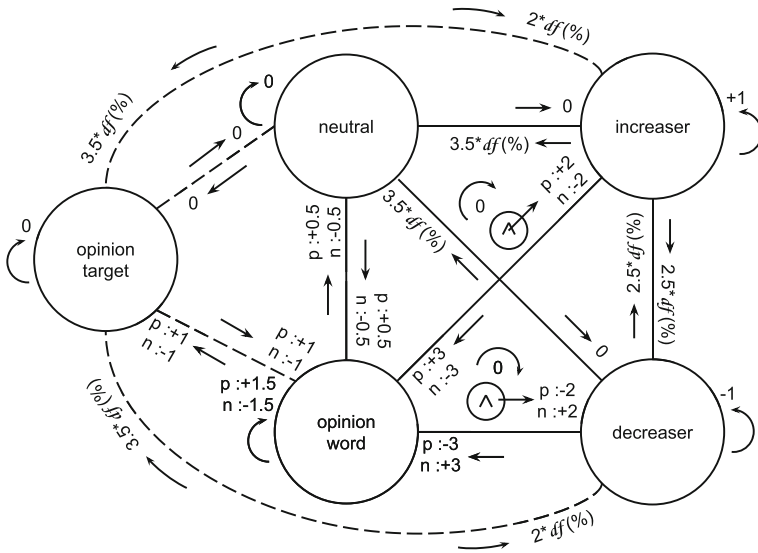 2*df(%)
3.5*df(%)
0
neutral
0
3.5*df(%)
increaser
+1
0
0
opinion
target
0
p :+0.5
n :-0.5
3.5*df(%)
0
^
p :+2
n :-2
2.5*df(%)
2.5*df(%)
p :+0.5
n :-0.5
p :+1
n :-1
p :+1
n :-1
p :+3
n :-3
0
0
^
p :-2
n :+2
p :+1.5
n :-1.5
opinion
word
p :-3
n :+3
decreaser
-1
3.5*df(%)
2*df(%)